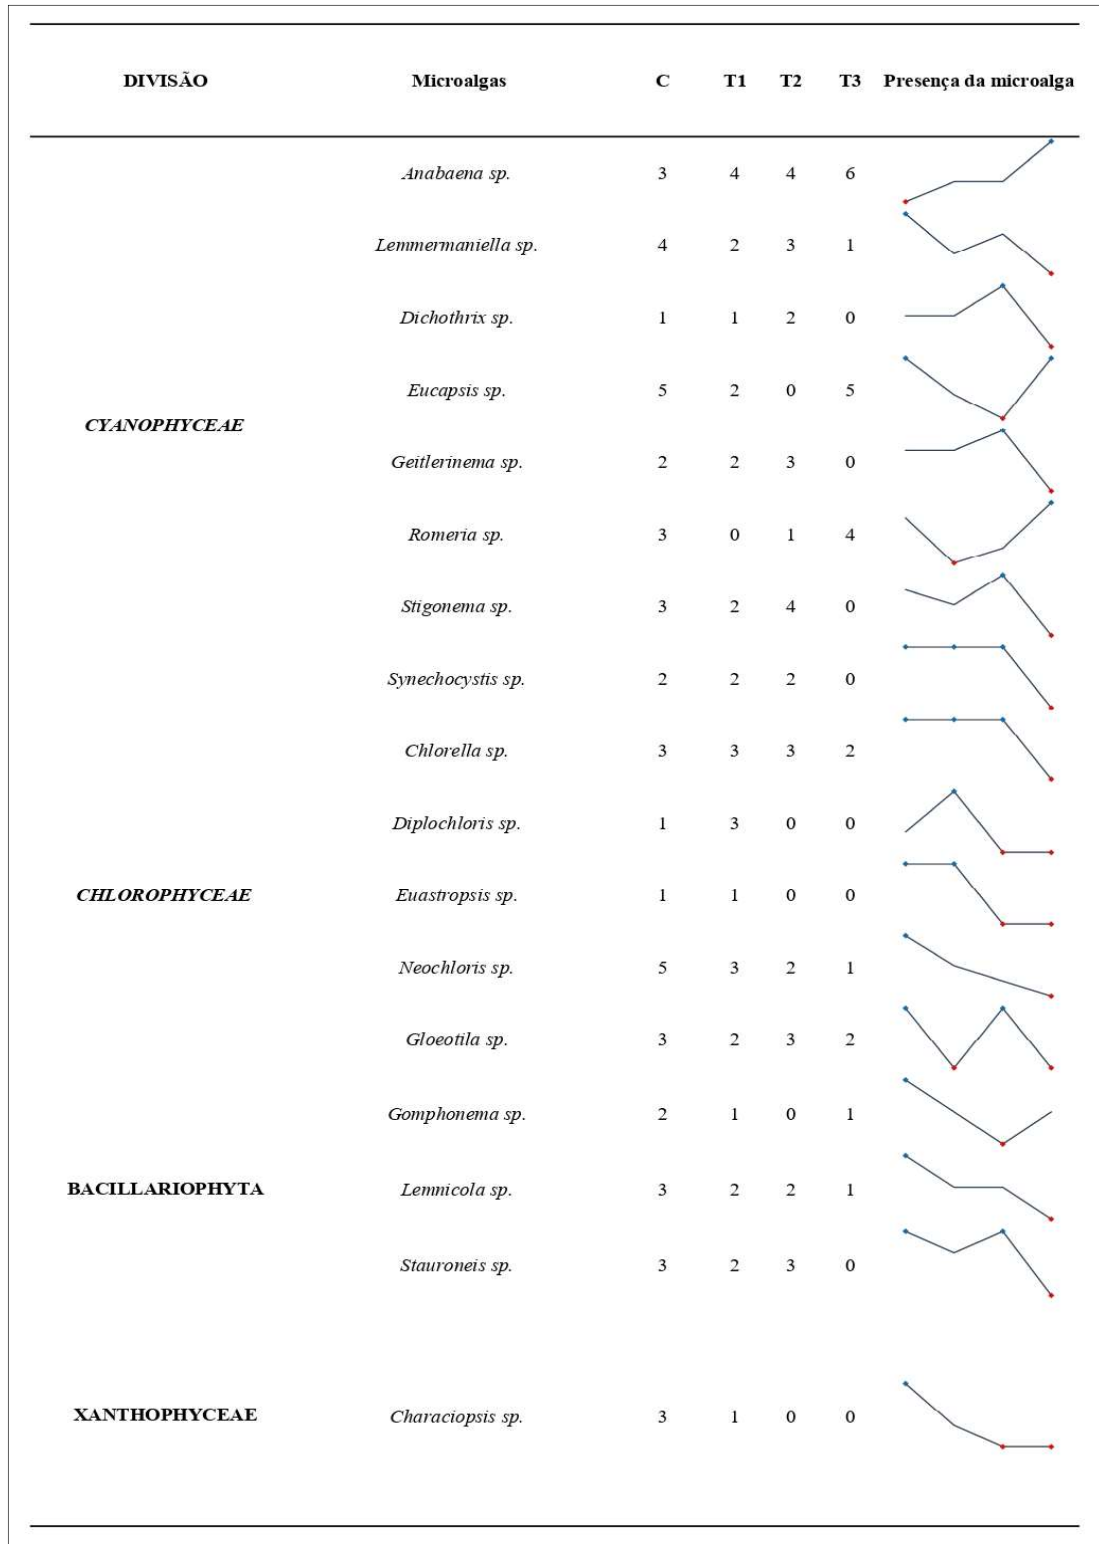 DIVISÃO Microalgas C T1 T2 T3 Presença da microalga
Anabaena sp. 3 4 4 6
Lemmermaniella sp. 4 2 3 1
Dichothrix sp. 1 1 2 0
Eucapsis sp. 5 2 0 5
CYANOPHYCEAE
Geitlerinema sp. 2 2 3 0
Romeria sp. 3 0 1 4
Stigonema sp. 3 2 4 0
Synechocystis sp. 2 2 2 0
Chlorella sp. 3 3 3 2
Diplochloris sp. 1 3 0 0
CHLOROPHYCEAE Euastropsis sp. 1 1 0 0
Neochloris sp. 5 3 2 1
Gloeotila sp. 3 2 3 2
Gomphonema sp. 2 1 0 1
BACILLARIOPHYTA Lemnicola sp. 3 2 2 1
Stauroneis sp. 3 2 3 0
XANTHOPHYCEAE Characiopsis sp. 3 1 0 0